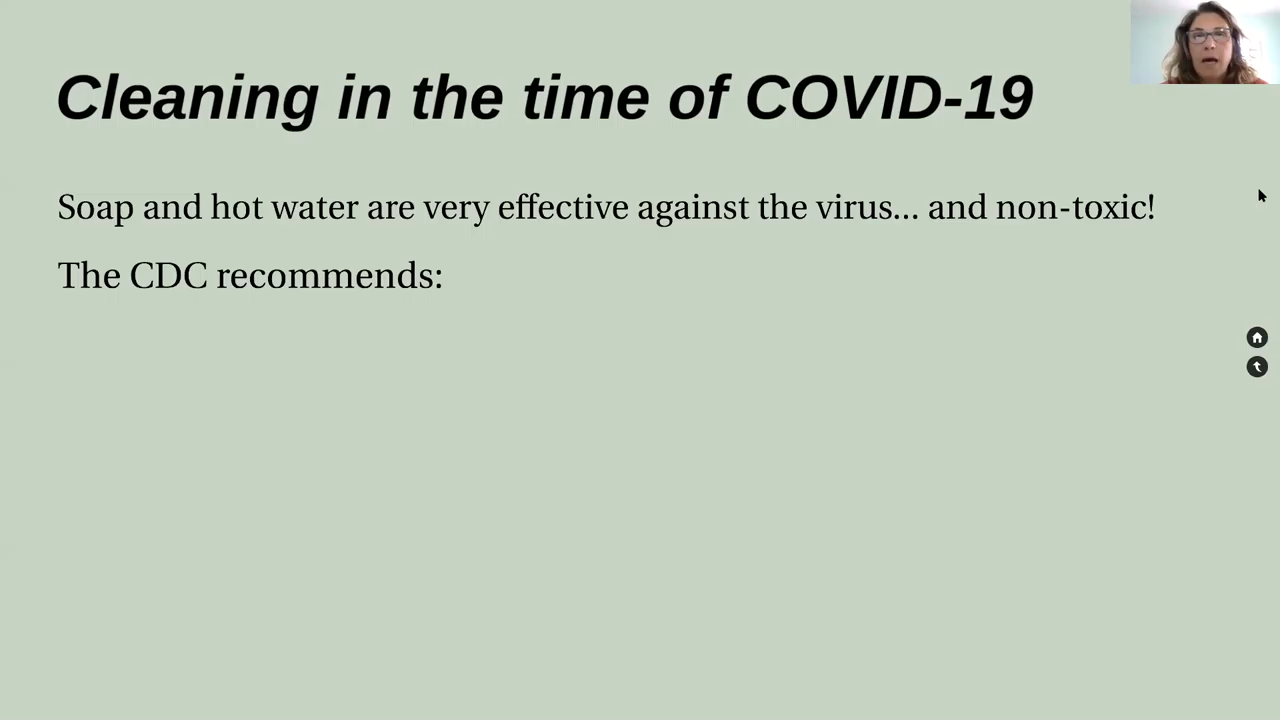 Cleaning in the time of COVID-19
Soap and hot water are very effective against the virus... and non-toxic!
The CDC recommends: